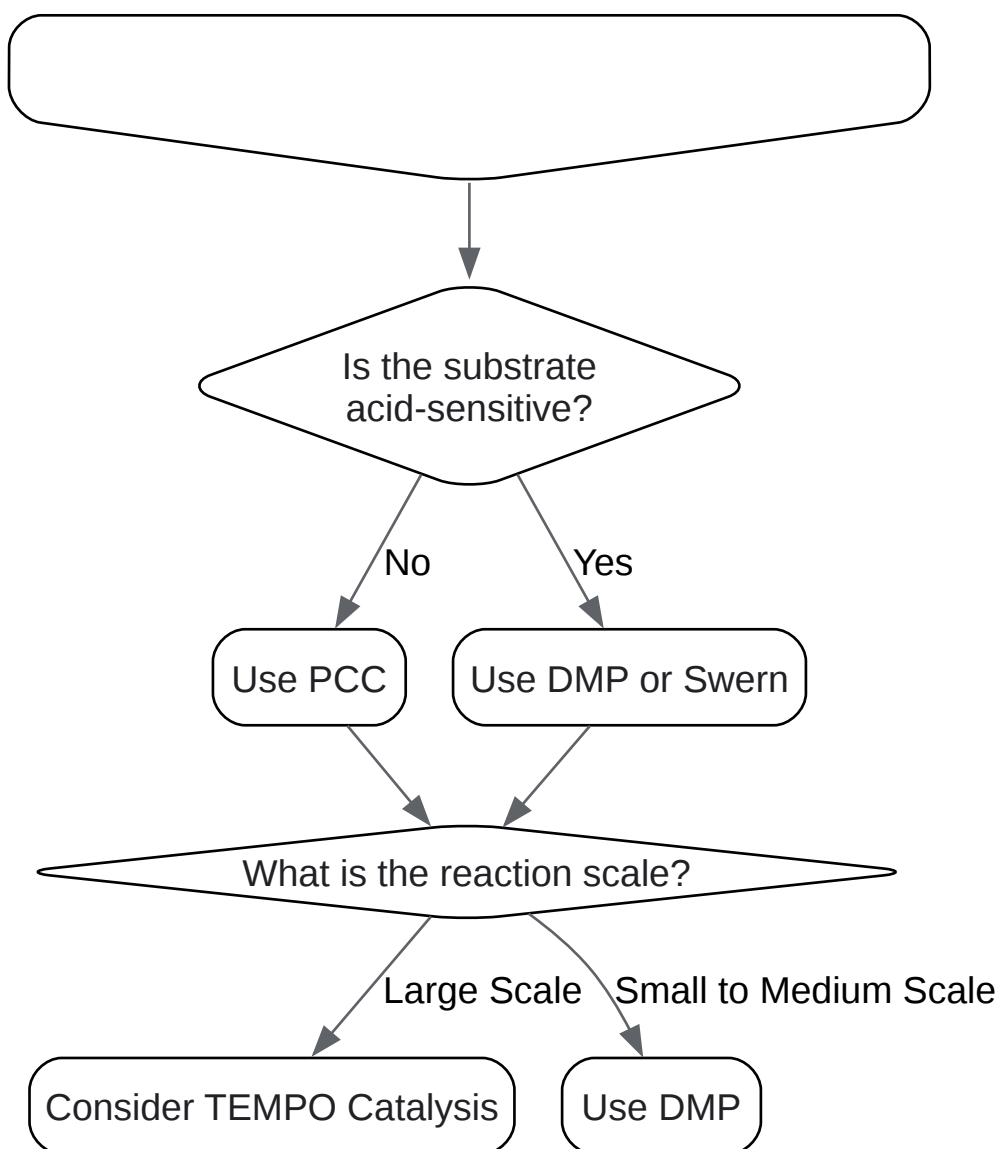 Is the substrate
acid-sensitive?
No
Yes
Use PCC
Use DMP or Swern
What is the reaction scale?
Large Scale
Small to Medium Scale
Consider TEMPO Catalysis
Use DMP